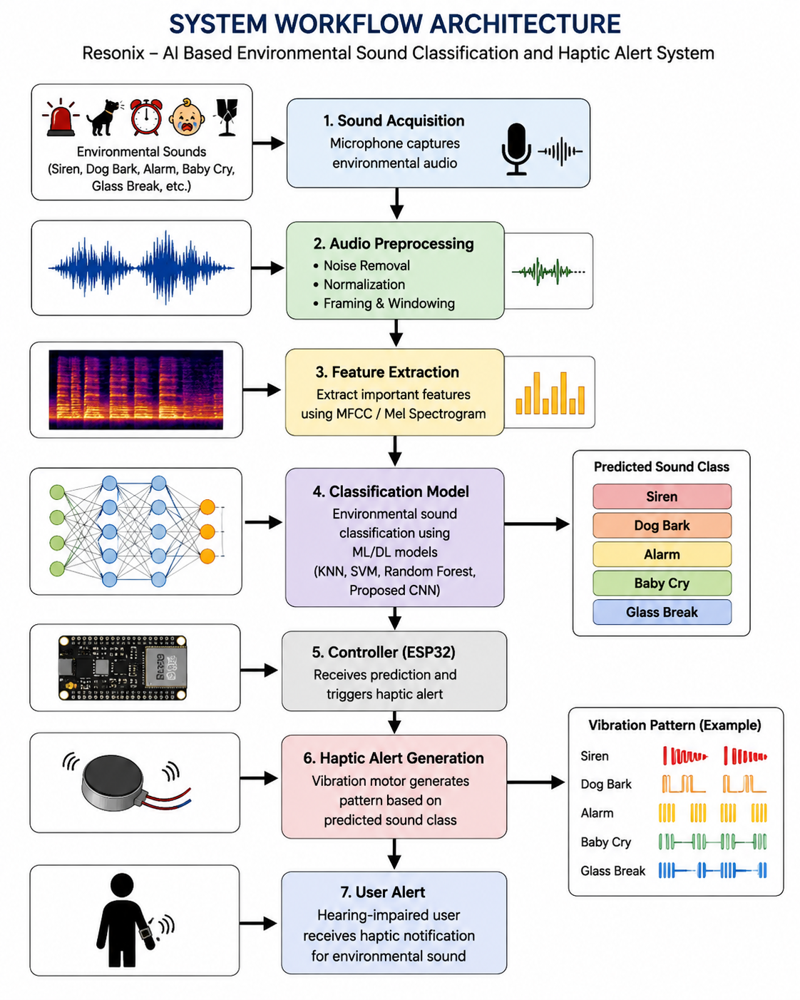 SYSTEM WORKFLOW ARCHITECTURE
Resonix – AI Based Environmental Sound Classification and Haptic Alert System
Environmental Sounds
(Siren, Dog Bark, Alarm, Baby Cry,
Glass Break, etc.)
1. Sound Acquisition
Microphone captures
environmental audio
2. Audio Preprocessing
• Noise Removal
• Normalization
• Framing & Windowing
3. Feature Extraction
Extract important features
using MFCC / Mel Spectrogram
4. Classification Model
Environmental sound
classification using
ML/DL models
(KNN, SVM, Random Forest,
Proposed CNN)
Predicted Sound Class
Siren
Dog Bark
Alarm
Baby Cry
Glass Break
5. Controller (ESP32)
Receives prediction and
triggers haptic alert
6. Haptic Alert Generation
Vibration motor generates
pattern based on
predicted sound class
Vibration Pattern (Example)
Siren
Dog Bark
Alarm
Baby Cry
Glass Break
7. User Alert
Hearing-impaired user
receives haptic notification
for environmental sound